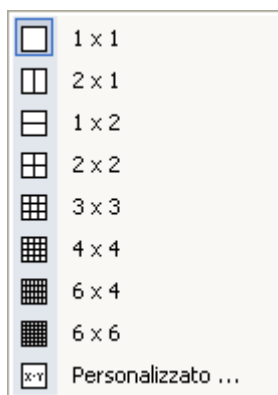 1 x 1
2 x 1
1 x 2
2 x 2
3 x 3
4 x 4
6 x 4
6 x 6
x-y Personalizzato ...